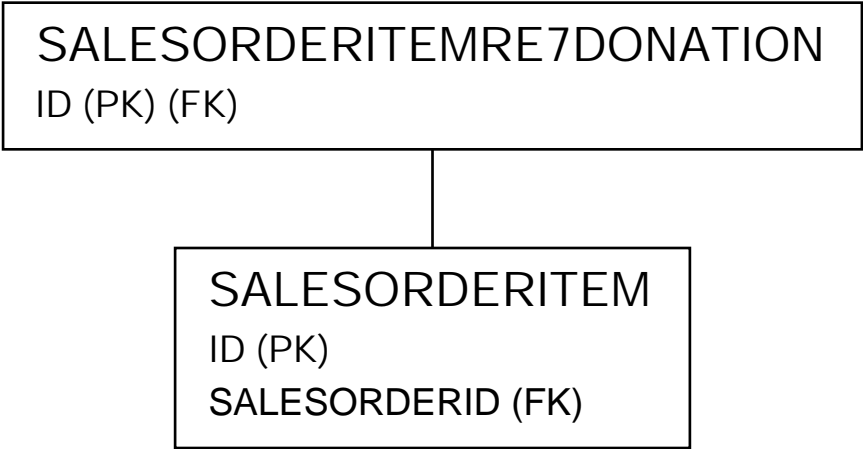 SALESORDERITEMRE7DONATION
ID (PK) (FK)
SALESORDERITEM
ID (PK)
SALESORDERID (FK)